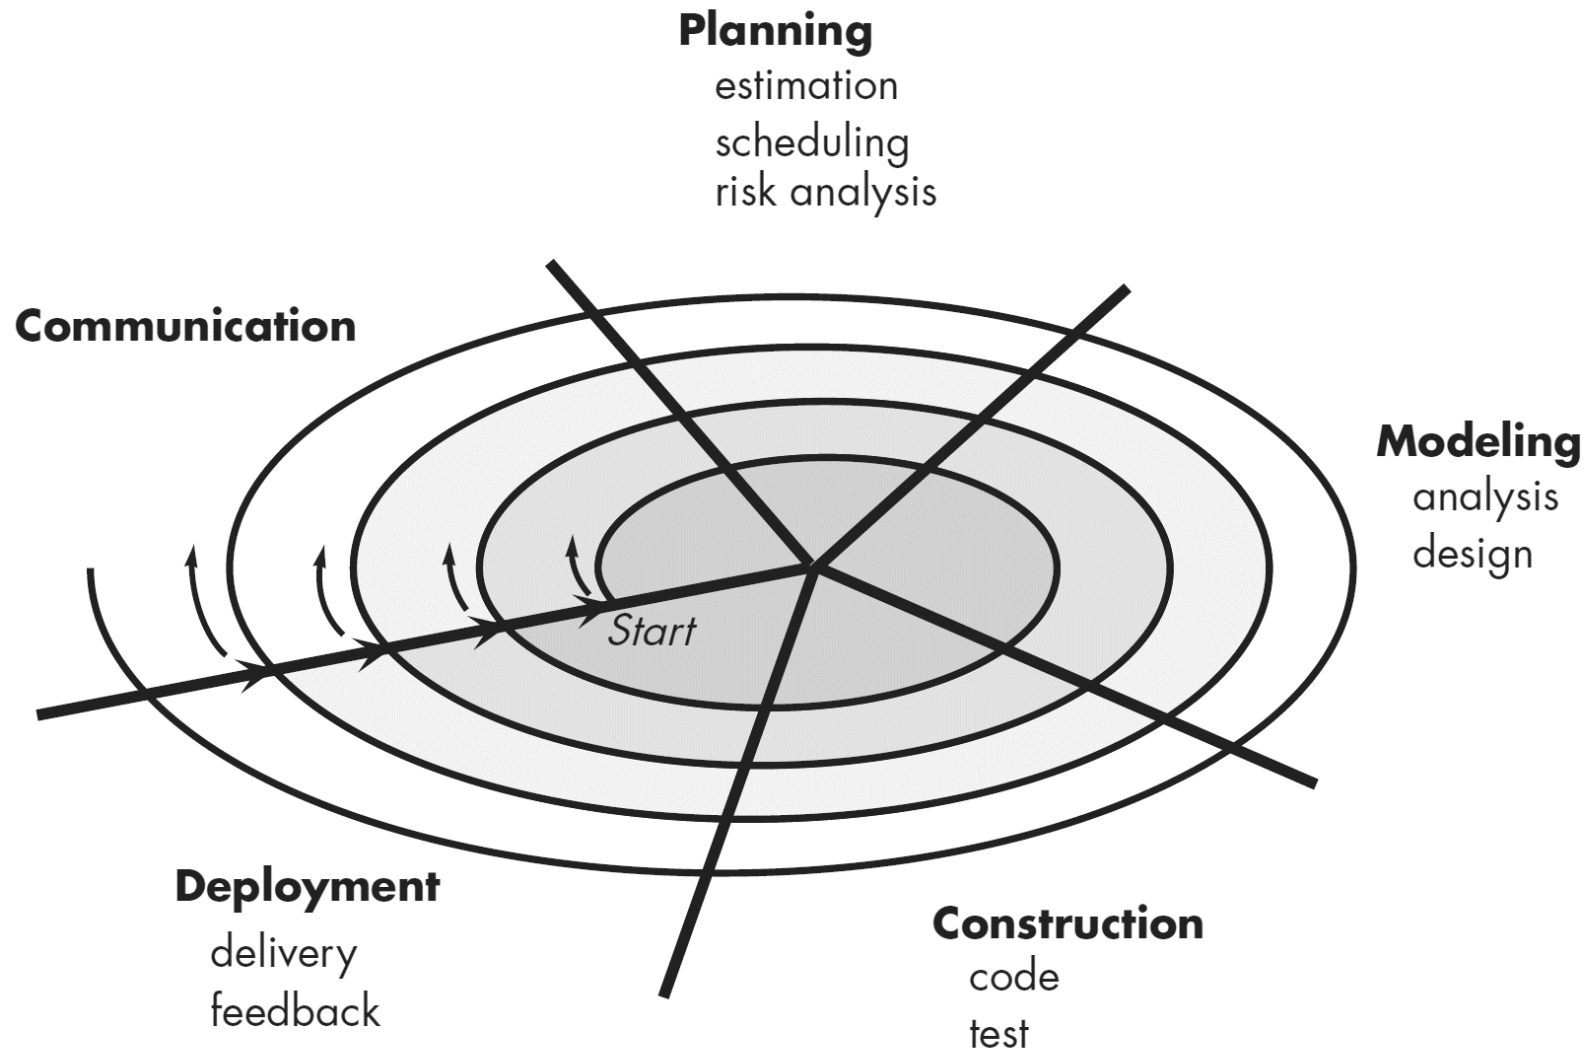 Planning
estimation
scheduling
risk analysis
Communication
Modeling
analysis
design
Start
Deployment
delivery
feedback
Construction
code
test